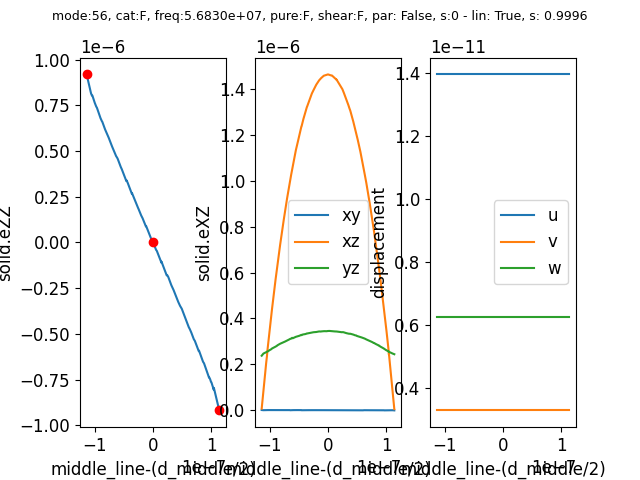 mode:56, cat:F, freq:5.6830e+07, pure:F, shear:F, par: False, s:0 - lin: True, s: 0.9996
1e−6
1.00
0.75
0.50
0.25
0.00
−0.25
−0.50
−0.75
−1.00
solid.eZZ
−1
0
1
1e−7
middle_line-(d_middle/2)
1e−6
1.4
1.2
1.0
0.8
0.6
0.4
0.2
0.0
solid.eXZ
xy
xz
yz
−1
0
1
1e−7
middle_line-(d_middle/2)
1e−11
1.4
1.2
1.0
0.8
0.6
0.4
displacement
u
v
w
−1
0
1
1e−7
middle_line-(d_middle/2)